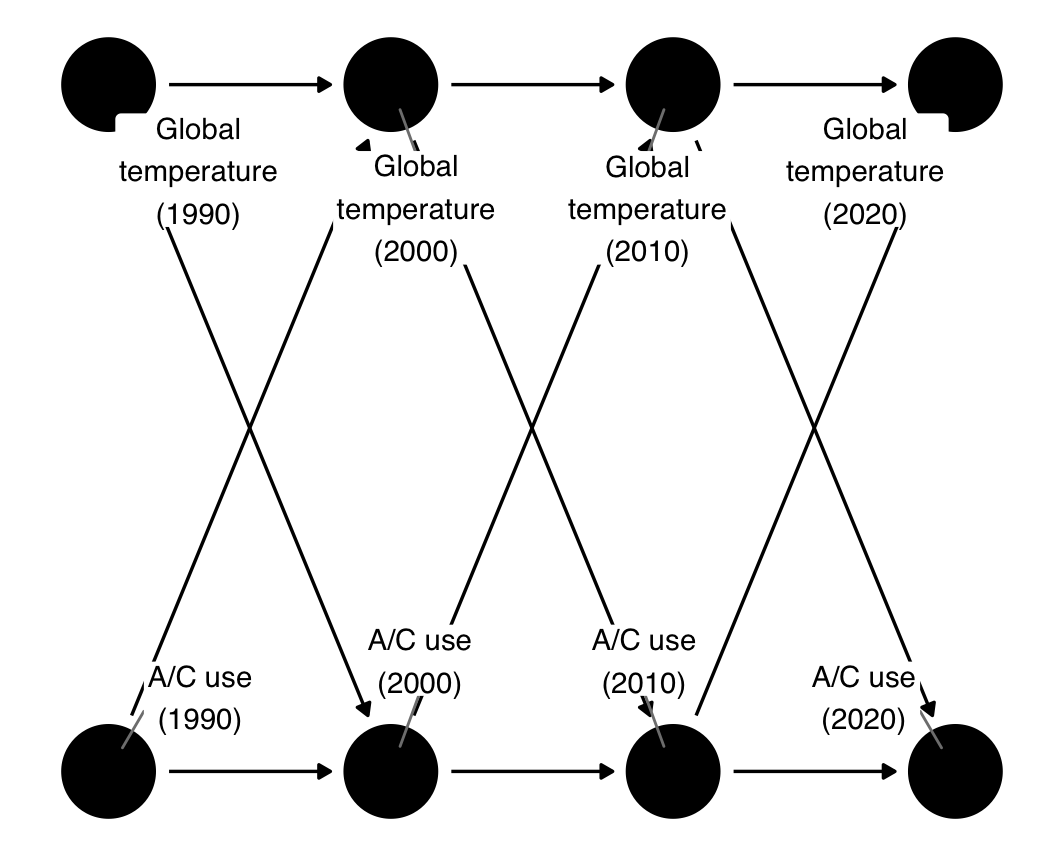 Global
temperature
(1990)
Global
temperature
(2000)
Global
temperature
(2010)
Global
temperature
(2020)
A/C use
(1990)
A/C use
(2000)
A/C use
(2010)
A/C use
(2020)